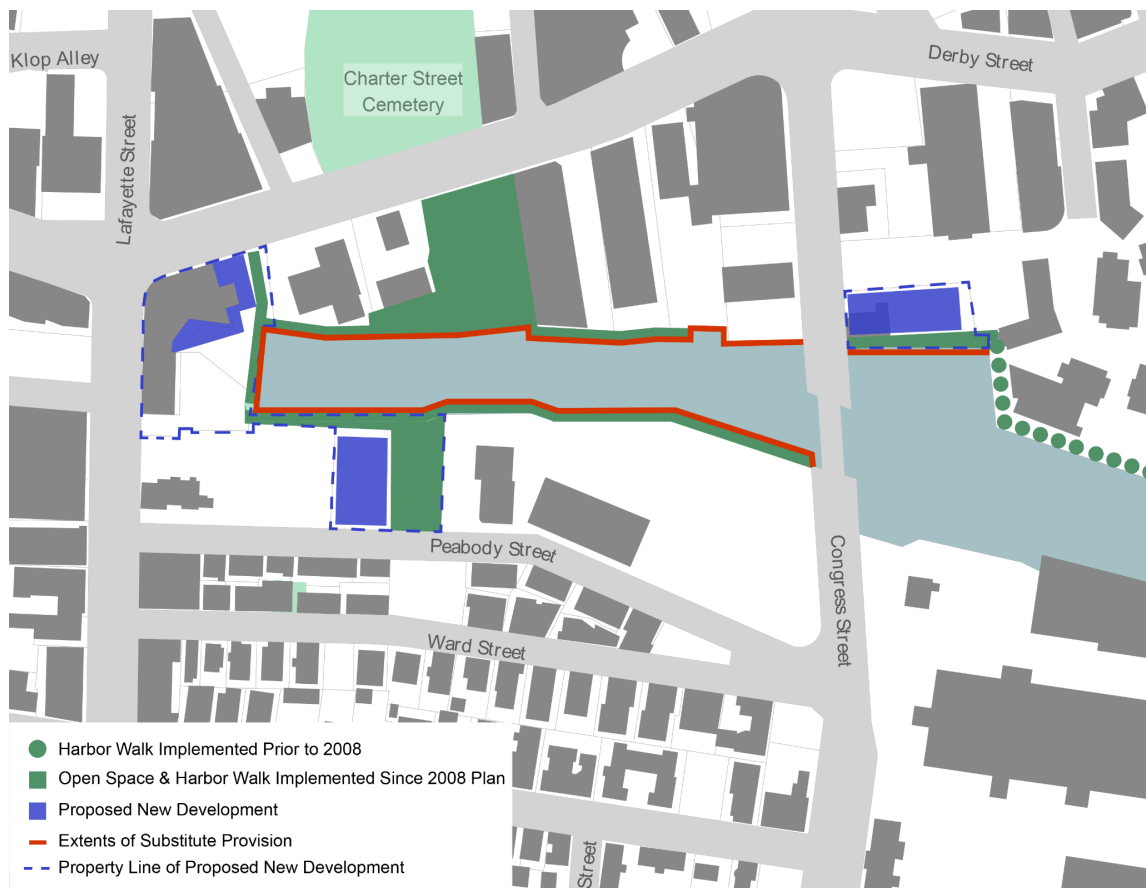 Klop Alley
Charter Street
Cemetery
Derby Street
Lafayette Street
Peabody Street
Congress Street
Ward Street
Street
Harbor Walk Implemented Prior to 2008
Open Space & Harbor Walk Implemented Since 2008 Plan
Proposed New Development
Extents of Substitute Provision
Property Line of Proposed New Development